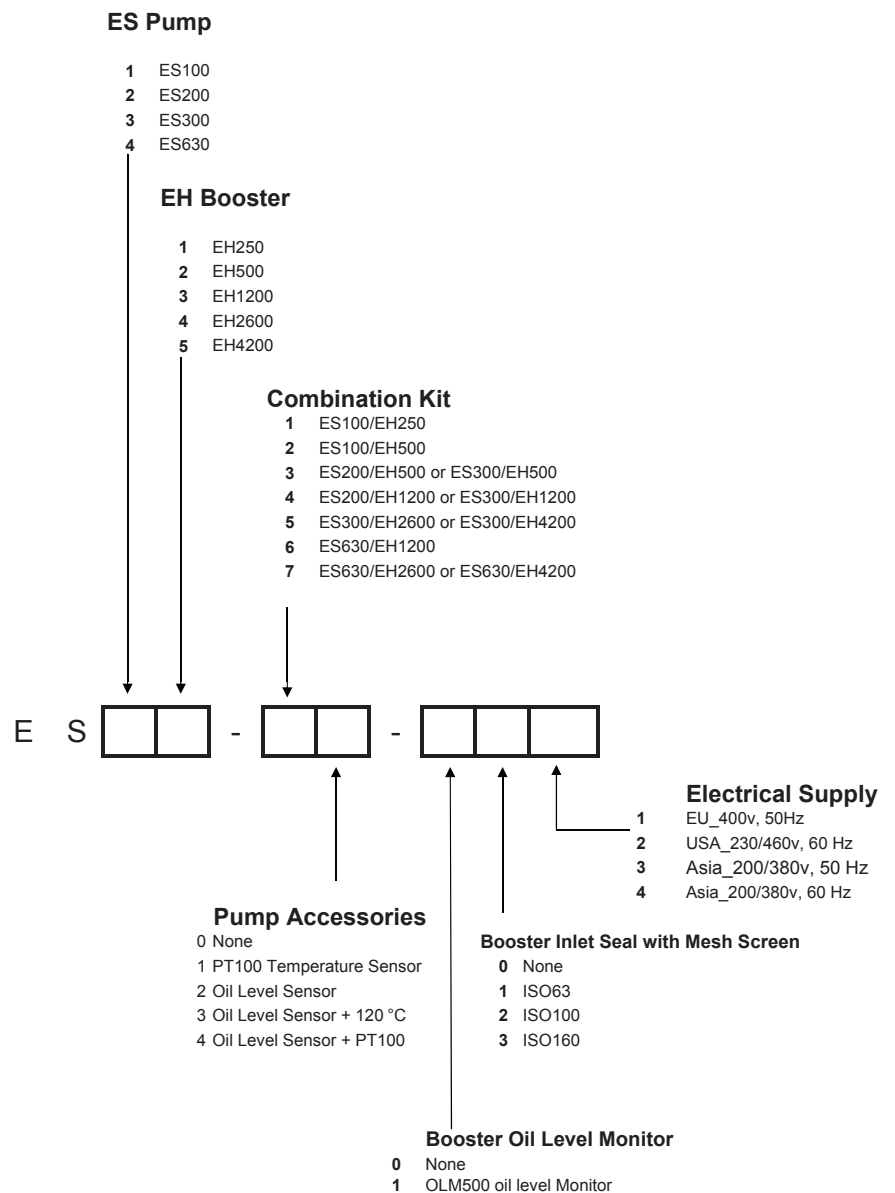 ES Pump
1 ES100
2 ES200
3 ES300
4 ES630
EH Booster
1 EH250
2 EH500
3 EH1200
4 EH2600
5 EH4200
Combination Kit
1 ES100/EH250
2 ES100/EH500
3 ES200/EH500 or ES300/EH500
4 ES200/EH1200 or ES300/EH1200
5 ES300/EH2600 or ES300/EH4200
6 ES630/EH1200
7 ES630/EH2600 or ES630/EH4200
E S - -
Electrical Supply
1 EU_400v, 50Hz
2 USA_230/460v, 60 Hz
3 Asia_200/380v, 50 Hz
4 Asia_200/380v, 60 Hz
Pump Accessories
0 None
1 PT100 Temperature Sensor
2 Oil Level Sensor
3 Oil Level Sensor + 120 °C
4 Oil Level Sensor + PT100
Booster Inlet Seal with Mesh Screen
0 None
1 ISO63
2 ISO100
3 ISO160
Booster Oil Level Monitor
0 None
1 OLM500 oil level Monitor